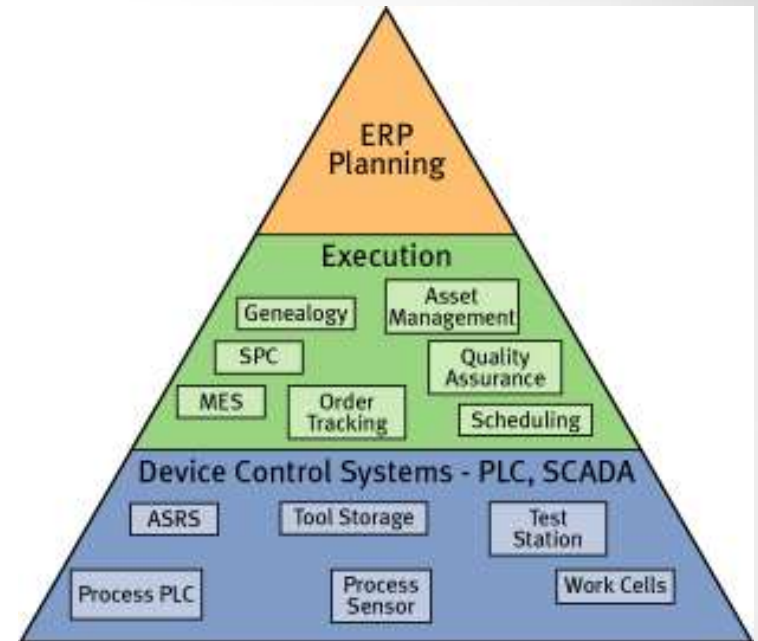 ERP
Planning
Execution
Genealogy
Asset
Management
SPC
Quality
Assurance
MES
Order
Tracking
Scheduling
Device Control Systems - PLC, SCADA
ASRS
Tool Storage
Test
Station
Process PLC
Process
Sensor
Work Cells